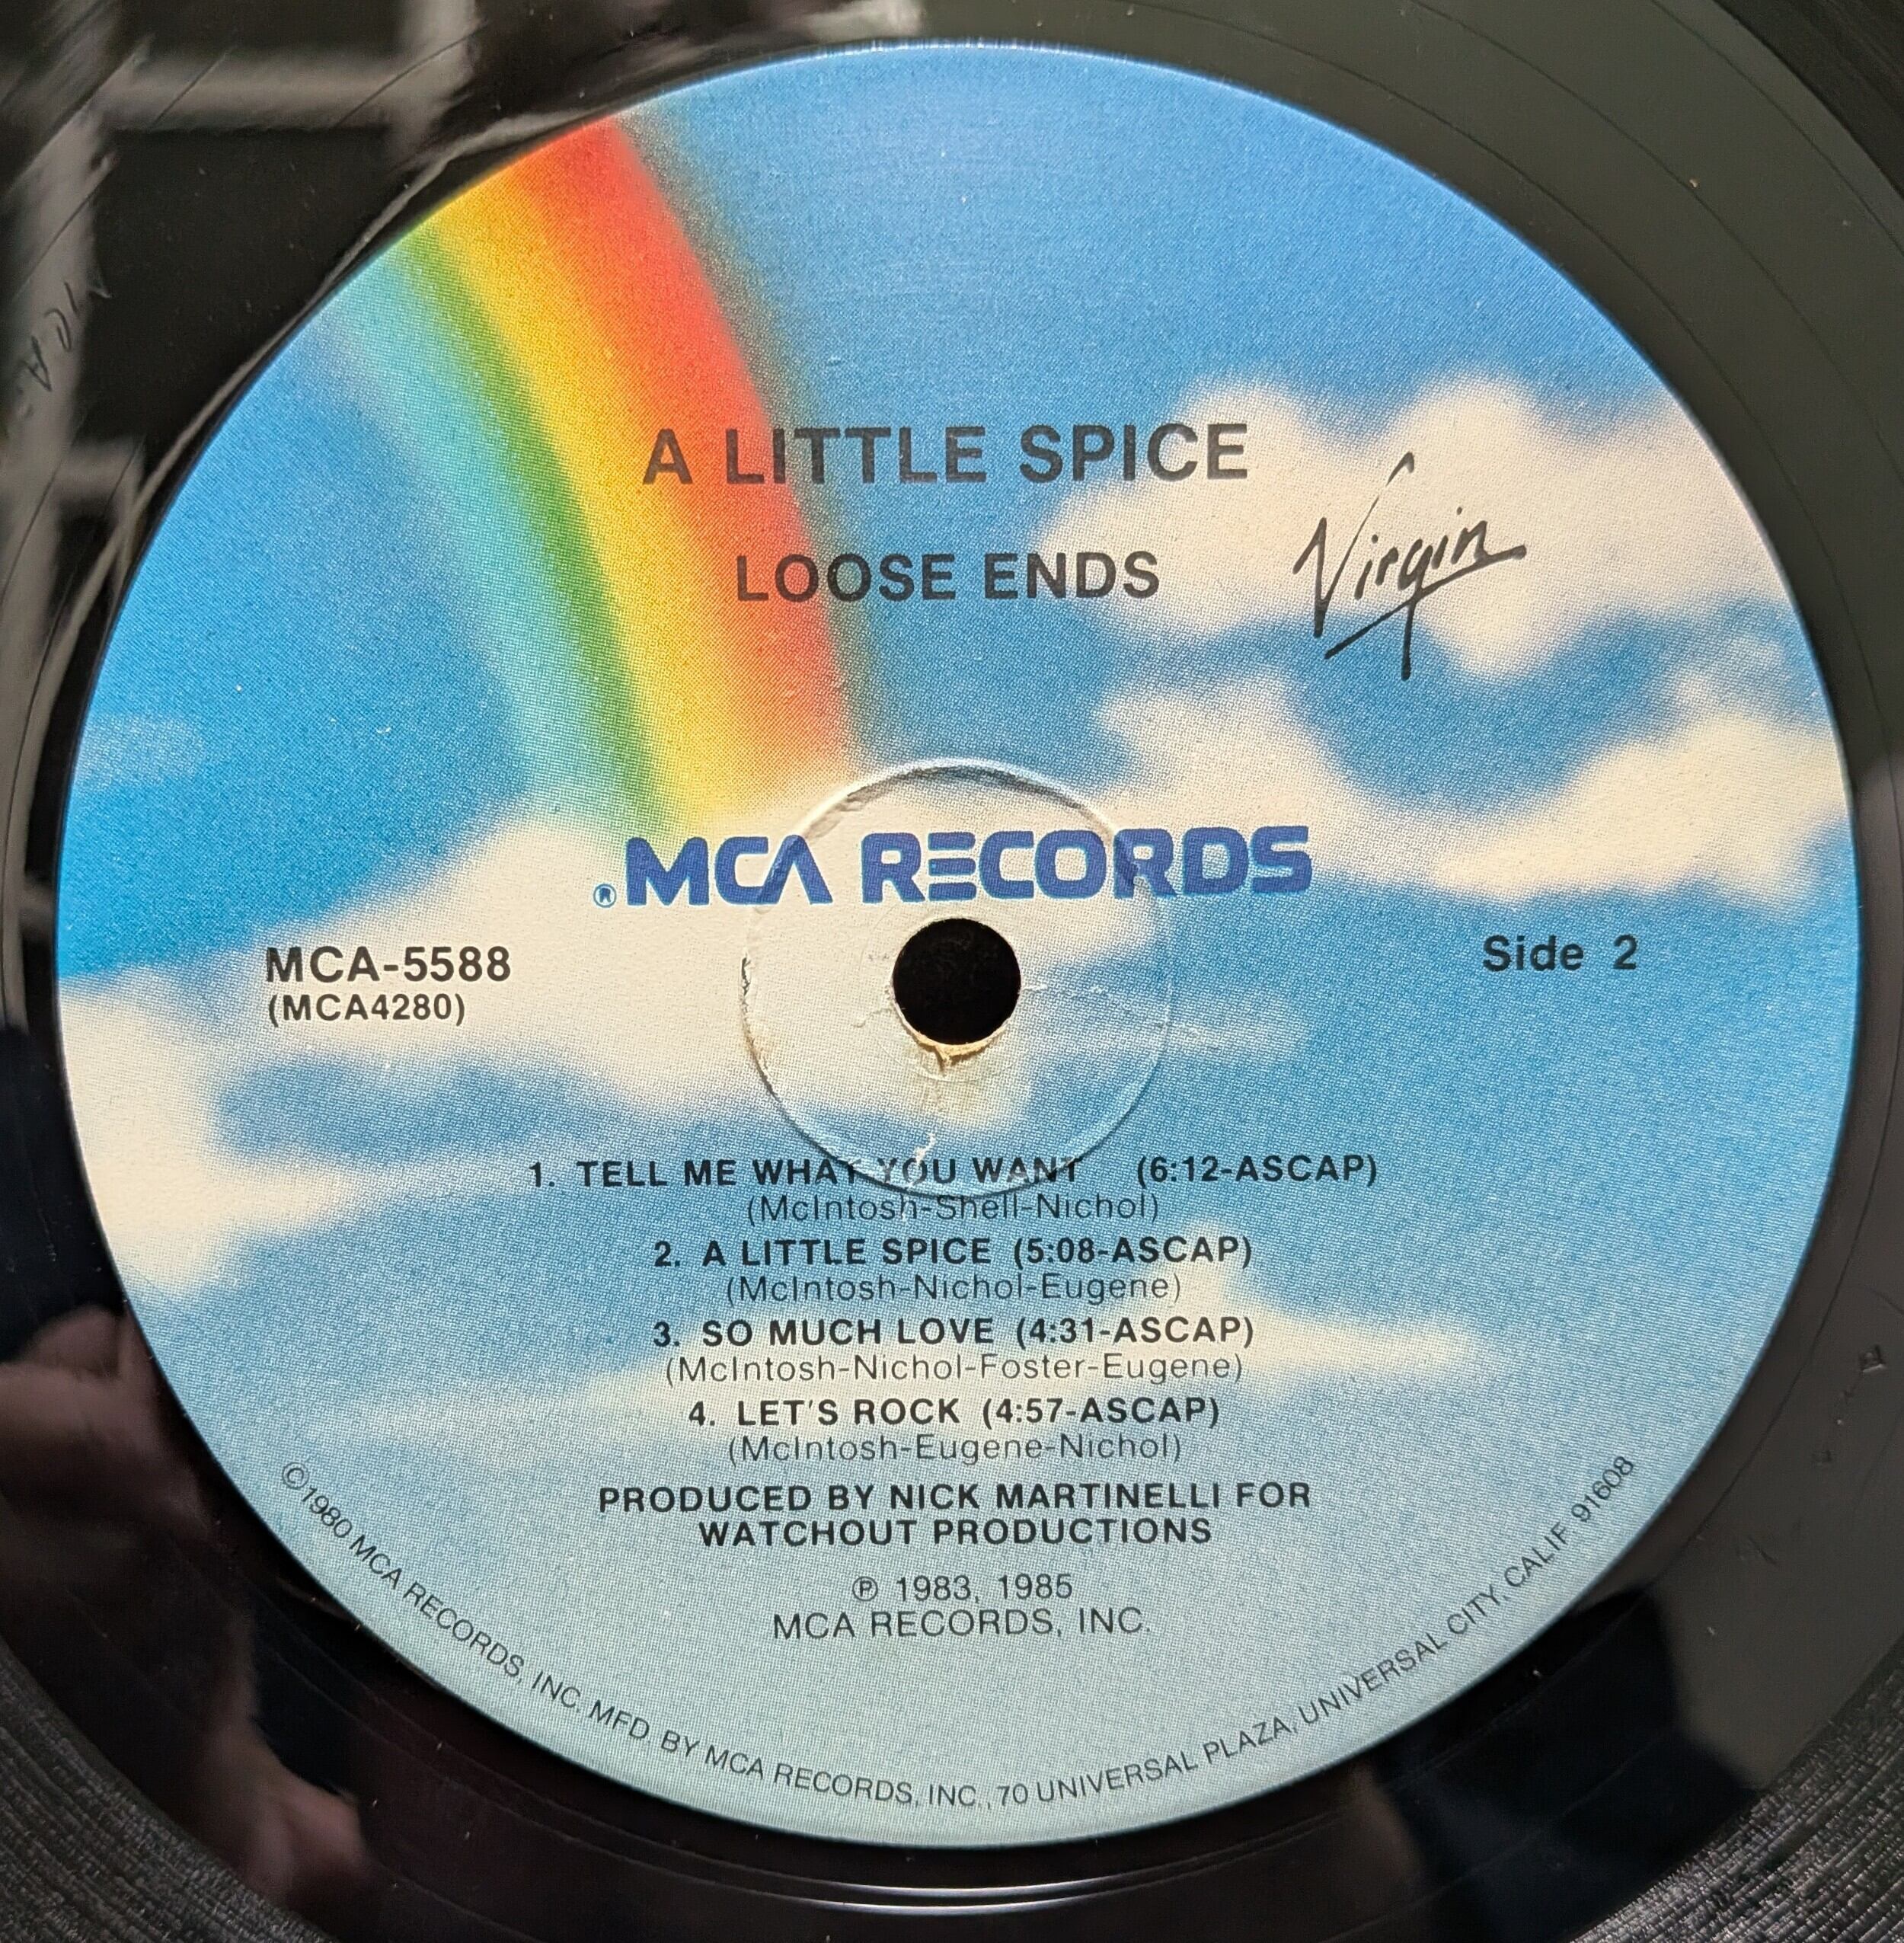 A LITTLE SPICE
LOOSE ENDS
Virgin
®MCA RECORDS
MCA-5588
(MCA4280)
Side 2
1. TELL ME WHAT YOU WANT (6:12-ASCAP)
(McIntosh-Shell-Nichol)
2. A LITTLE SPICE (5:08-ASCAP)
(McIntosh-Nichol-Eugene)
3. SO MUCH LOVE (4:31-ASCAP)
(McIntosh-Nichol-Foster-Eugene)
4. LET'S ROCK (4:57-ASCAP)
(McIntosh-Eugene-Nichol)
PRODUCED BY NICK MARTINELLI FOR
WATCHOUT PRODUCTIONS
℗ 1983, 1985
MCA RECORDS, INC.
©1980 MCA RECORDS, INC. MFD. BY MCA RECORDS, INC., 70 UNIVERSAL PLAZA, UNIVERSAL CITY, CALIF. 91608